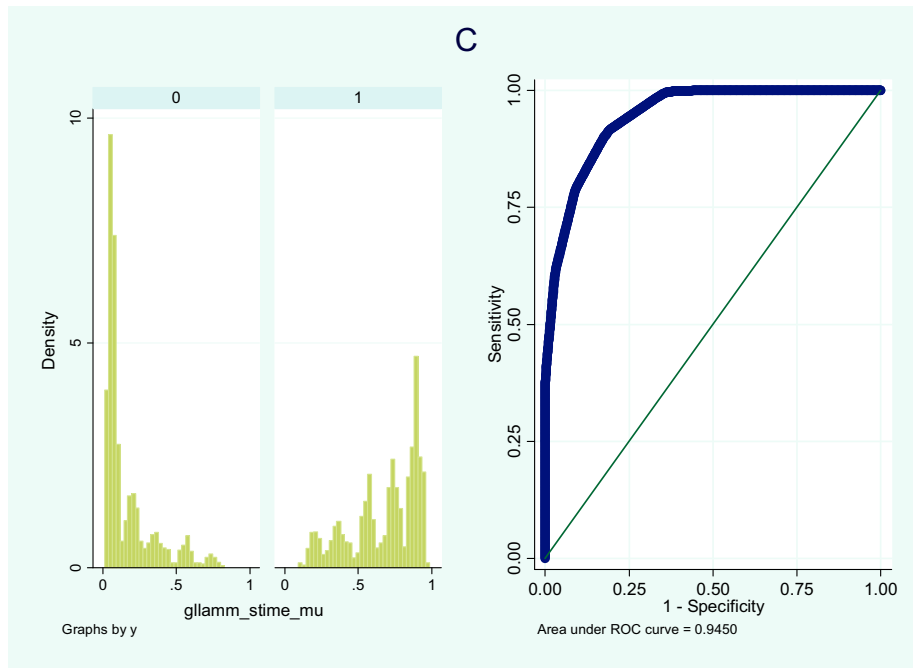 C
0 1
Density
0 5 10
0 .5 1 0 .5 1
gllamm_stime_mu
Graphs by y
Sensitivity
0.00 0.25 0.50 0.75 1.00
0.00 0.25 0.50 0.75 1.00
1 - Specificity
Area under ROC curve = 0.9450